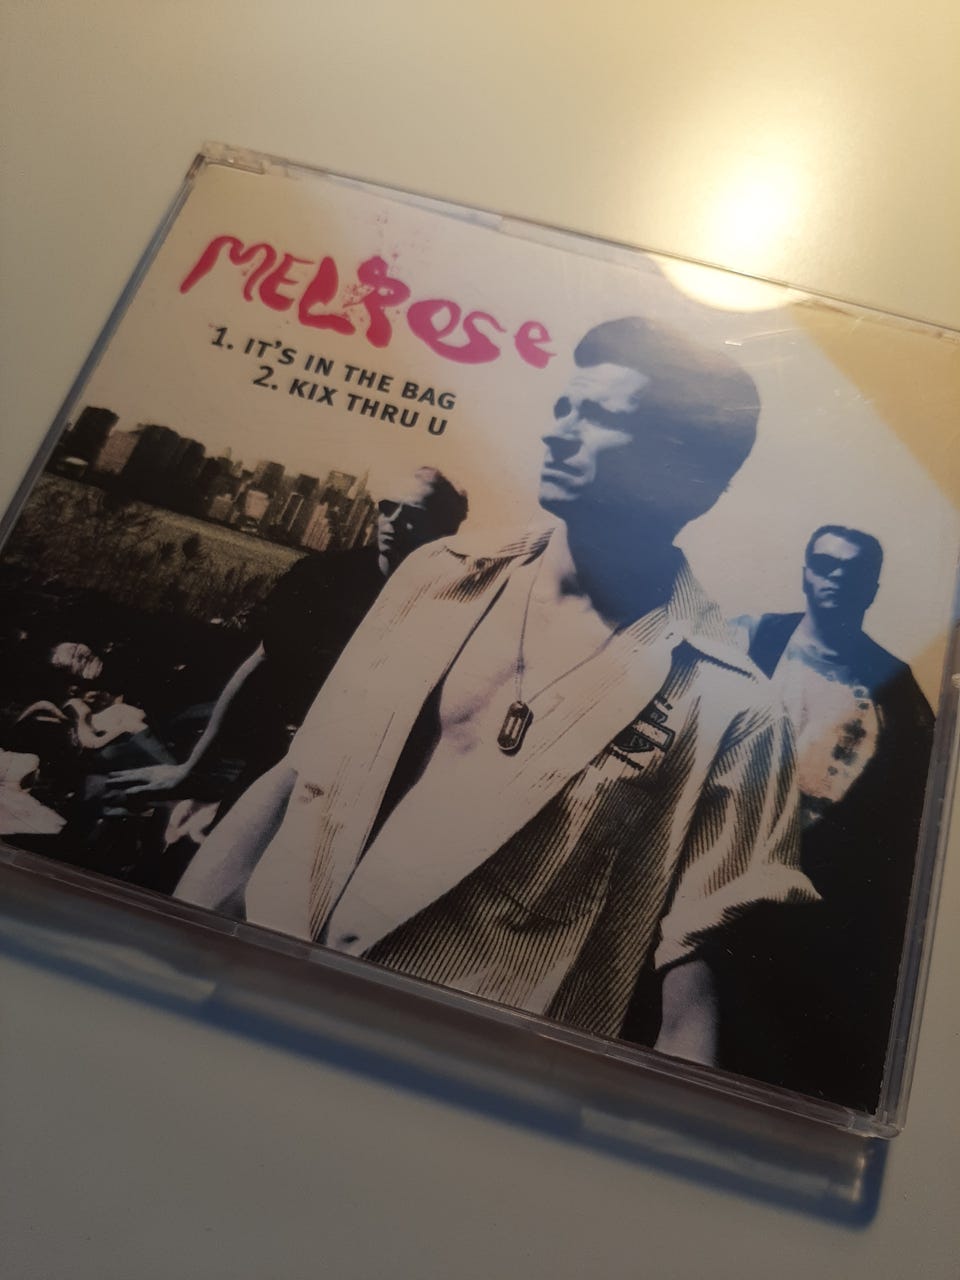 MELROSE
1. IT'S IN THE BAG
2. KIX THRU U